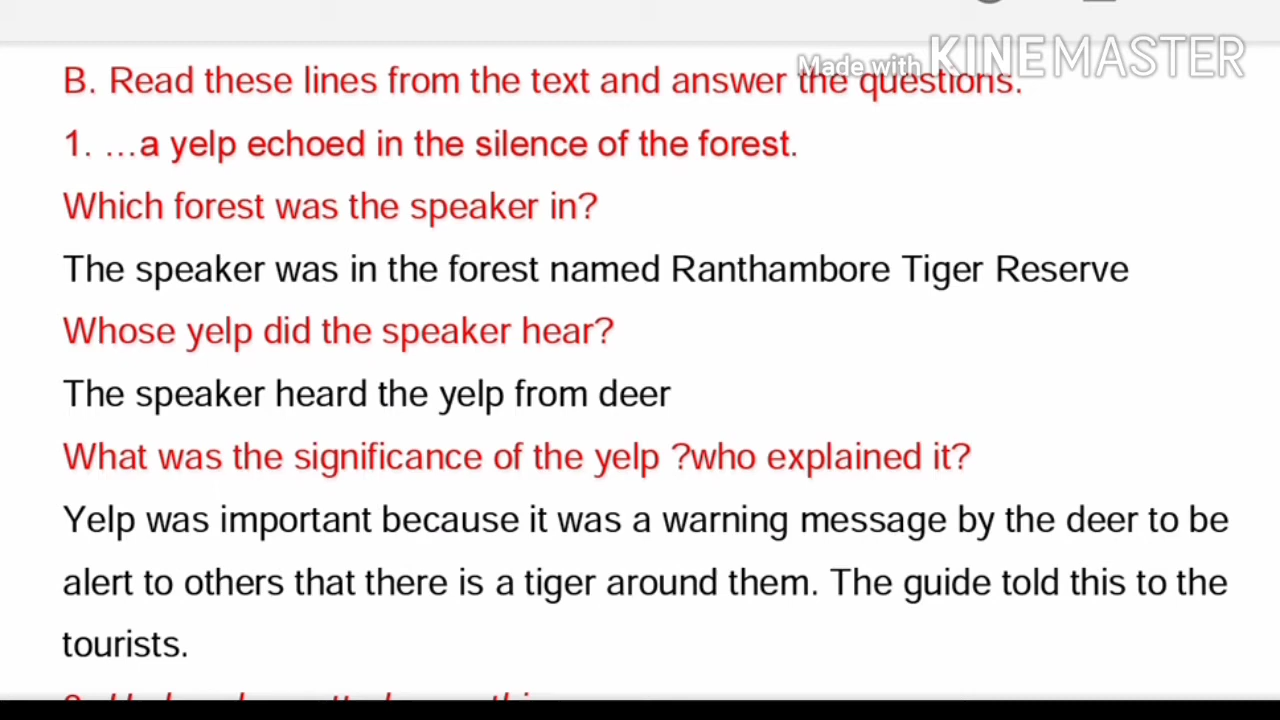 Made with KINEMASTER
B. Read these lines from the text and answer the questions.
1. …a yelp echoed in the silence of the forest.
Which forest was the speaker in?
The speaker was in the forest named Ranthambore Tiger Reserve
Whose yelp did the speaker hear?
The speaker heard the yelp from deer
What was the significance of the yelp ?who explained it?
Yelp was important because it was a warning message by the deer to be
alert to others that there is a tiger around them. The guide told this to the
tourists.